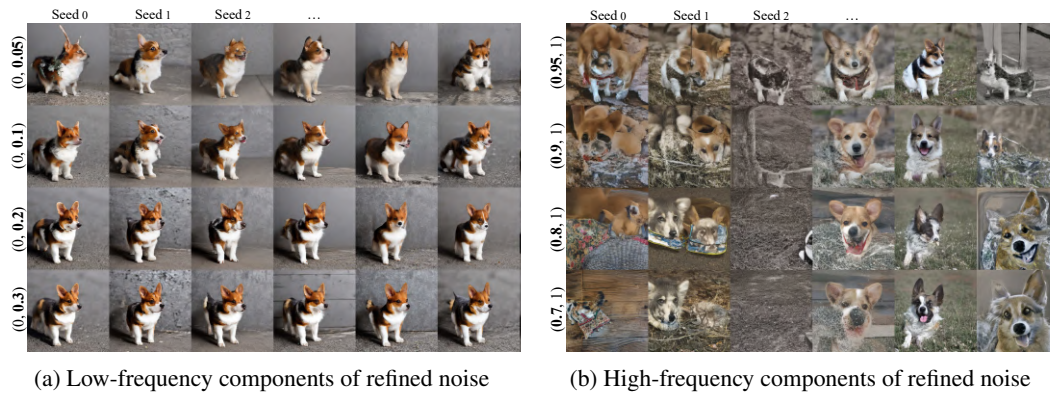 Seed 0 Seed 1 Seed 2 ...
(0, 0.05)
(0, 0.1)
(0, 0.2)
(0, 0.3)
(a) Low-frequency components of refined noise
Seed 0 Seed 1 Seed 2 ...
(0.95, 1)
(0.9, 1)
(0.8, 1)
(0.7, 1)
(b) High-frequency components of refined noise